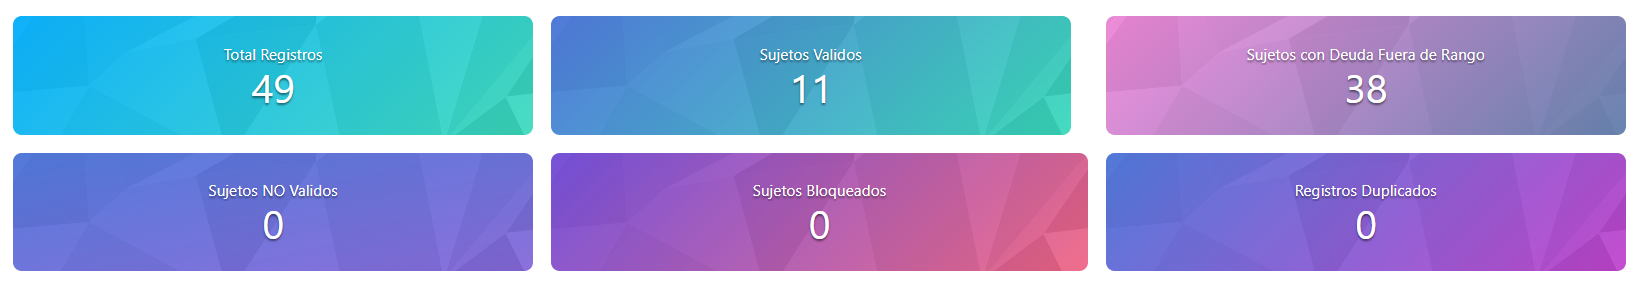 Total Registros
49
Sujetos Validos
11
Sujetos con Deuda Fuera de Rango
38
Sujetos NO Validos
0
Sujetos Bloqueados
0
Registros Duplicados
0